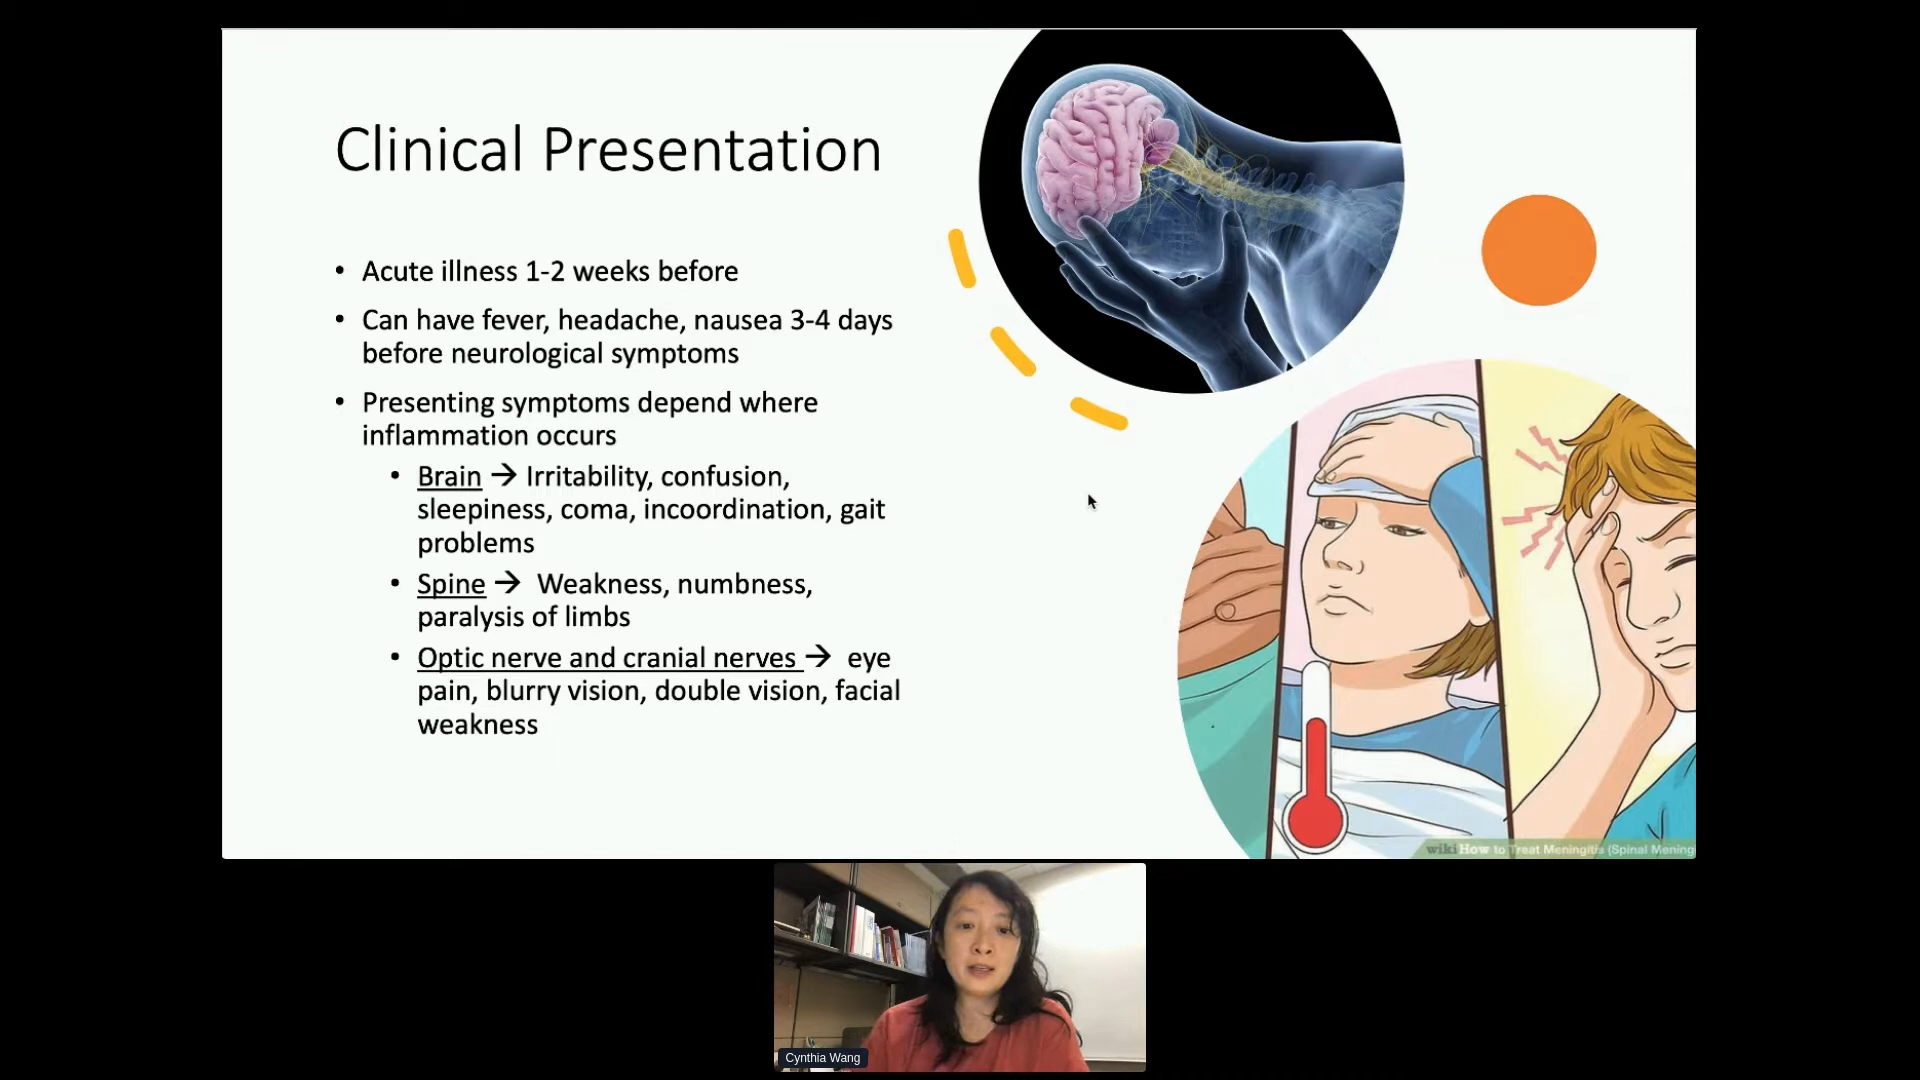 Clinical Presentation
• Acute illness 1-2 weeks before
• Can have fever, headache, nausea 3-4 days
before neurological symptoms
• Presenting symptoms depend where
inflammation occurs
• Brain → Irritability, confusion,
sleepiness, coma, incoordination, gait
problems
• Spine → Weakness, numbness,
paralysis of limbs
• Optic nerve and cranial nerves → eye
pain, blurry vision, double vision, facial
weakness
wikiHow to Treat Meningitis (Spinal Mening
Cynthia Wang